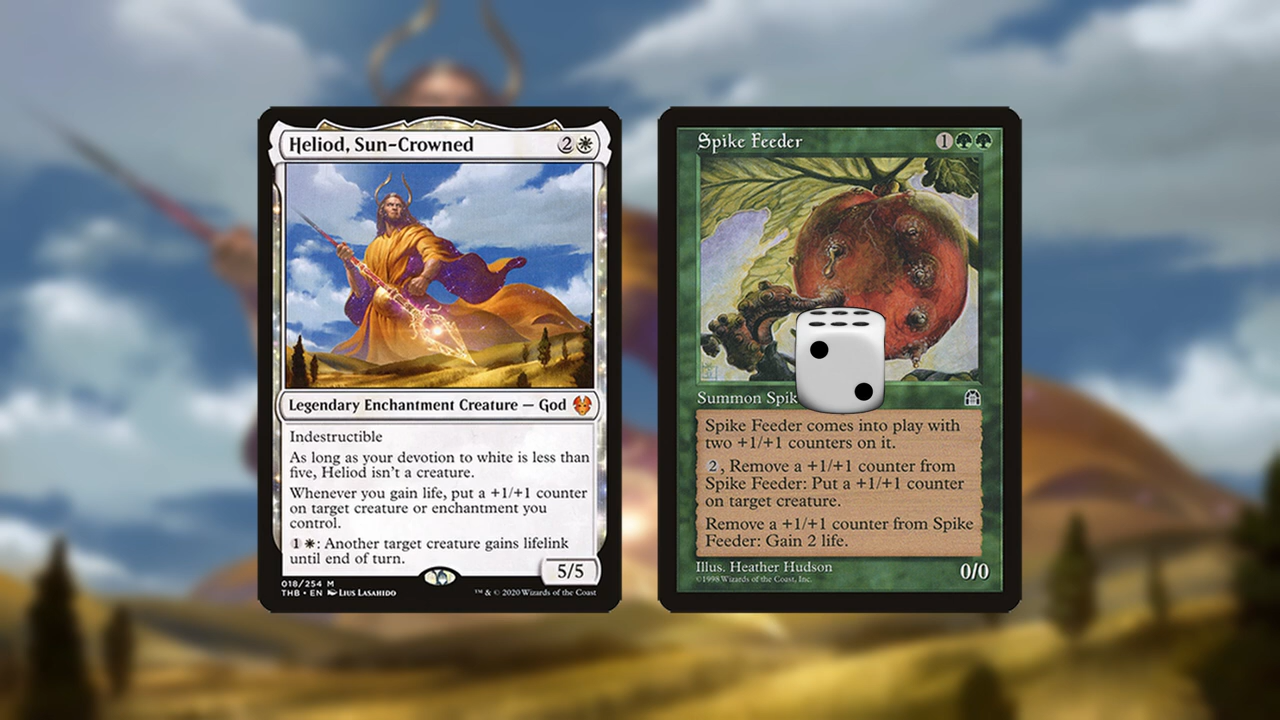 Heliod, Sun-Crowned
2
Legendary Enchantment Creature — God
Indestructible
As long as your devotion to white is less than
five, Heliod isn't a creature.
Whenever you gain life, put a +1/+1 counter
on target creature or enchantment you
control.
1 : Another target creature gains lifelink
until end of turn.
5/5
018/254 M
THB • EN Lius Lasahido
™ & © 2020 Wizards of the Coast
Spike Feeder
1
Summon Spik
Spike Feeder comes into play with
two +1/+1 counters on it.
2, Remove a +1/+1 counter from
Spike Feeder: Put a +1/+1 counter
on target creature.
Remove a +1/+1 counter from Spike
Feeder: Gain 2 life.
Illus. Heather Hudson
©1998 Wizards of the Coast, Inc.
0/0